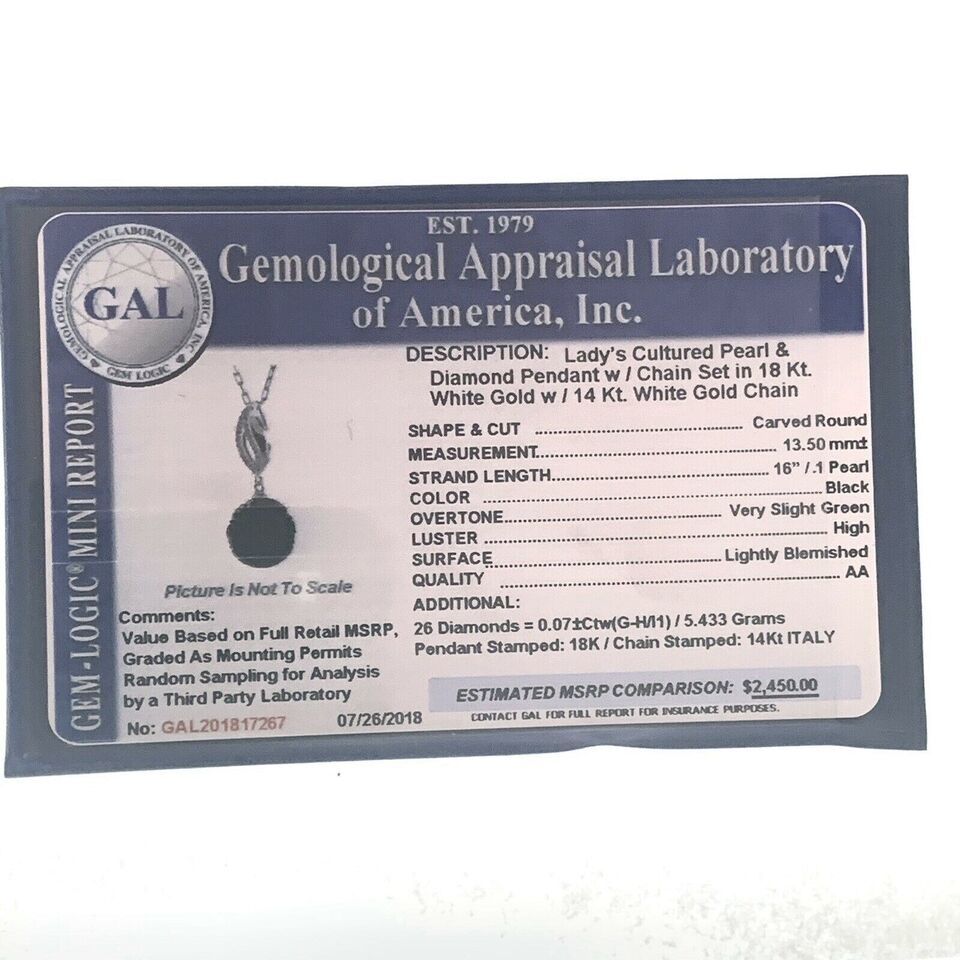 EST. 1979
Gemological Appraisal Laboratory
of America, Inc.
GEMOLOGICAL APPRAISAL LABORATORY OF AMERICA, INC
GAL
GEM LOGIC
GEM-LOGIC® MINI REPORT
DESCRIPTION: Lady's Cultured Pearl &
Diamond Pendant w / Chain Set in 18 Kt.
White Gold w / 14 Kt. White Gold Chain
SHAPE & CUT ........ Carved Round
MEASUREMENT........ 13.50 mm±
STRAND LENGTH........ 16" /.1 Pearl
COLOR ........ Black
OVERTONE........ Very Slight Green
LUSTER ........ High
SURFACE ........ Lightly Blemished
QUALITY ........ AA
ADDITIONAL:
26 Diamonds = 0.07±Ctw(G-H/I1) / 5.433 Grams
Pendant Stamped: 18K / Chain Stamped: 14Kt ITALY
ESTIMATED MSRP COMPARISON: $2,450.00
CONTACT GAL FOR FULL REPORT FOR INSURANCE PURPOSES.
Picture Is Not To Scale
Comments:
Value Based on Full Retail MSRP,
Graded As Mounting Permits
Random Sampling for Analysis
by a Third Party Laboratory
No: GAL201817267 07/26/2018